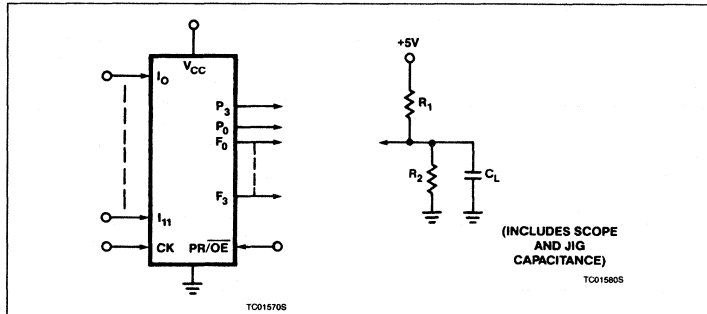 VCC
I0
P3
P0
F0
F3
I11
CK
PR/OE
TC01570S
+5V
R1
R2
CL
(INCLUDES SCOPE
AND JIG
CAPACITANCE)
TC01580S